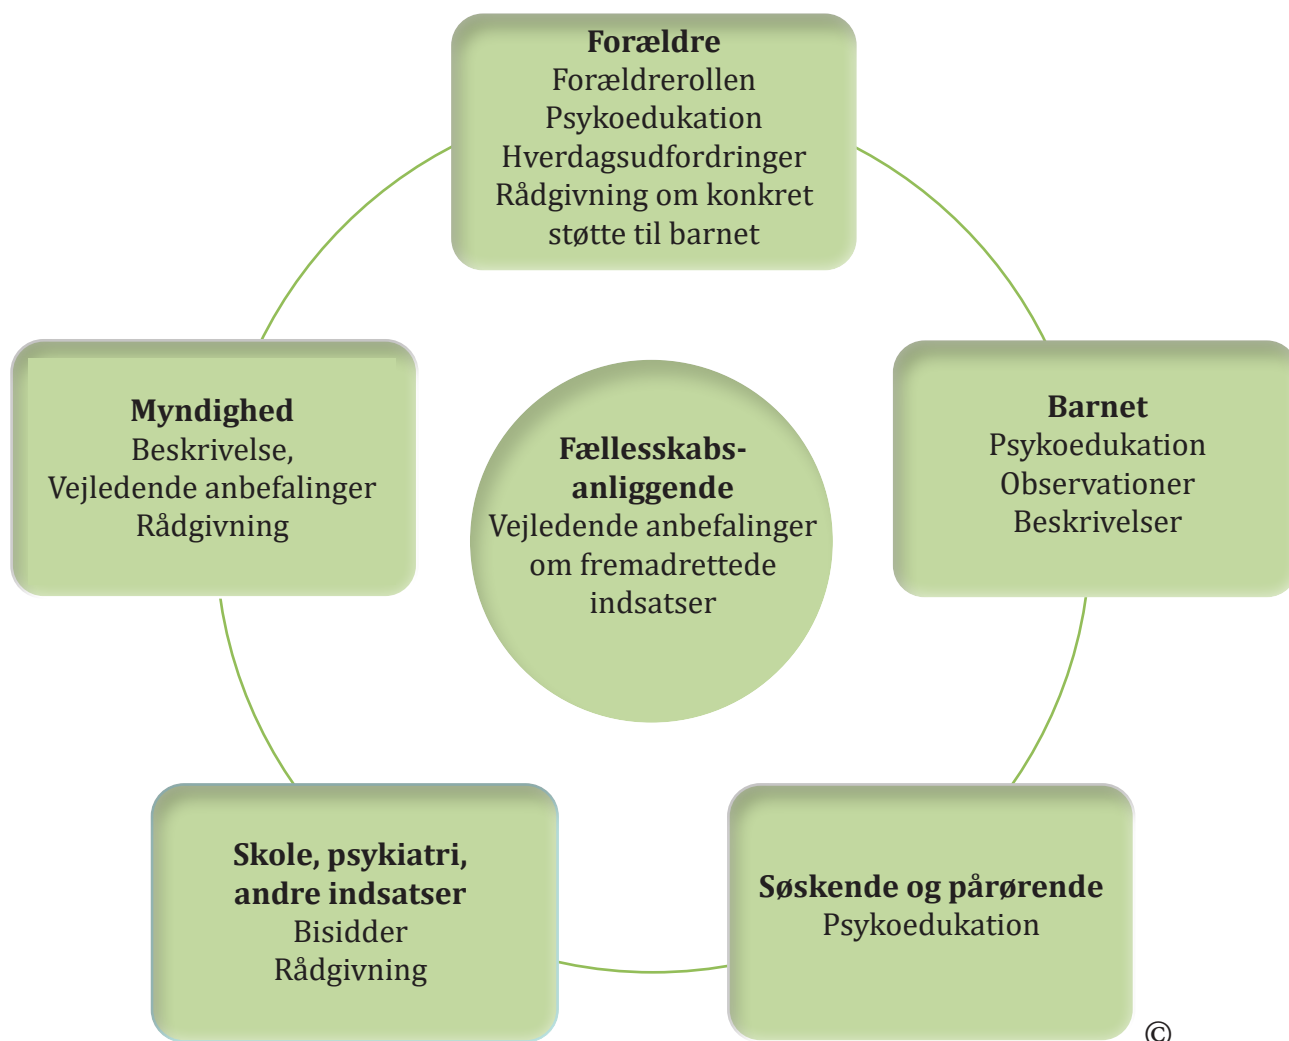 Forældre
Forældrerollen
Psykoedukation
Hverdagsudfordringer
Rådgivning om konkret
støtte til barnet
Myndighed
Beskrivelse,
Vejledende anbefalinger
Rådgivning
Fællesskabs-
anliggende
Vejledende anbefalinger
om fremadrettede
indsatser
Barnet
Psykoedukation
Observationer
Beskrivelser
Skole, psykiatri,
andre indsatser
Bisidder
Rådgivning
Søskende og pårørende
Psykoedukation
©